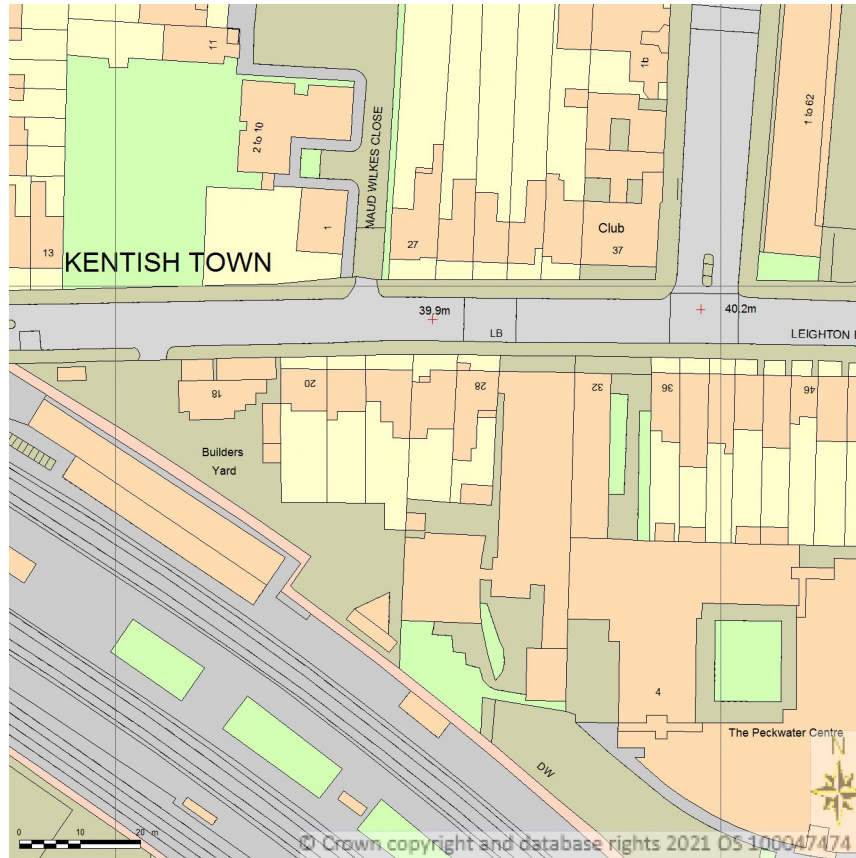 11
1b
1 to 62
2 to 10
MAUD WILKES CLOSE
1
27
Club
37
13
KENTISH TOWN
39.9m
40.2m
LB
LEIGHTON
18
20
28
32
36
46
Builders
Yard
4
The Peckwater Centre
DW
N
0 10 20 m
© Crown copyright and database rights 2021 OS 100047474